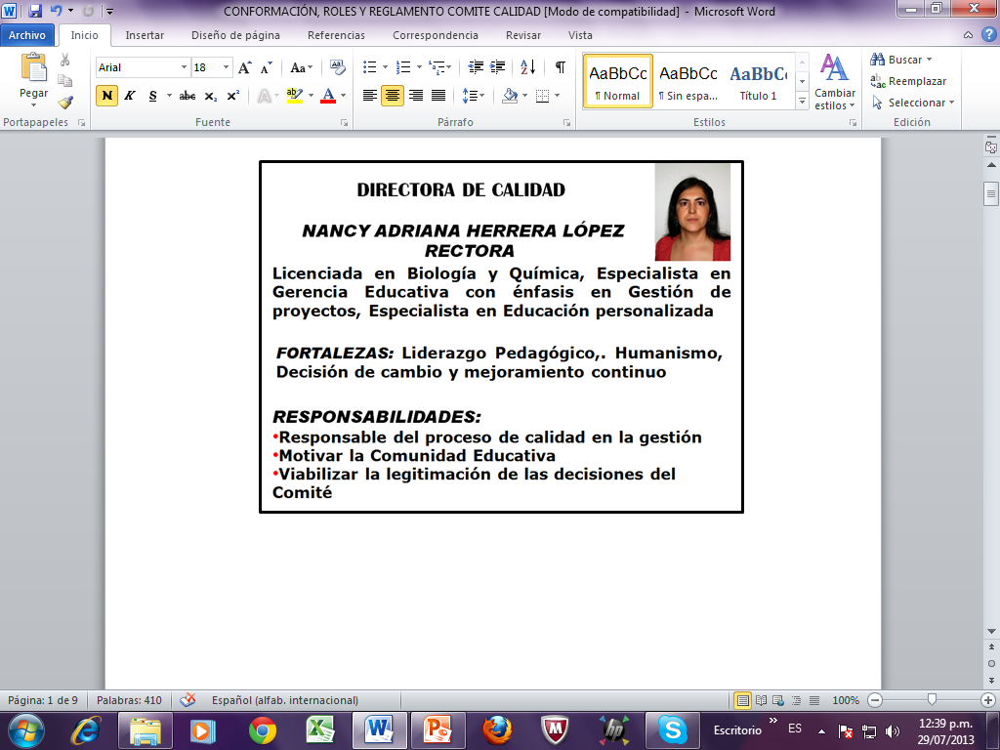 CONFORMACIÓN, ROLES Y REGLAMENTO COMITE CALIDAD [Modo de compatibilidad] - Microsoft Word
Archivo Inicio Insertar Diseño de página Referencias Correspondencia Revisar Vista
Arial 18
Pegar
AaBbCc AaBbCc AaBbC
¶ Normal ¶ Sin espa... Título 1
Cambiar estilos
Buscar
Reemplazar
Seleccionar
Portapapeles Fuente Párrafo Estilos Edición
DIRECTORA DE CALIDAD
NANCY ADRIANA HERRERA LÓPEZ
RECTORA
Licenciada en Biología y Química, Especialista en
Gerencia Educativa con énfasis en Gestión de
proyectos, Especialista en Educación personalizada
FORTALEZAS: Liderazgo Pedagógico,. Humanismo,
Decisión de cambio y mejoramiento continuo
RESPONSABILIDADES:
•Responsable del proceso de calidad en la gestión
•Motivar la Comunidad Educativa
•Viabilizar la legitimación de las decisiones del
Comité
Página: 1 de 9 Palabras: 410 Español (alfab. internacional) 100%
Escritorio » ES 12:39 p.m.
29/07/2013